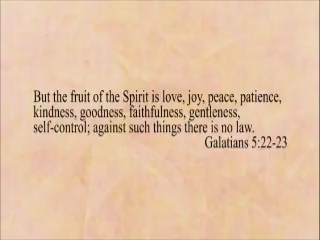 But the fruit of the Spirit is love, joy, peace, patience,
kindness, goodness, faithfulness, gentleness,
self-control; against such things there is no law.
Galatians 5:22-23